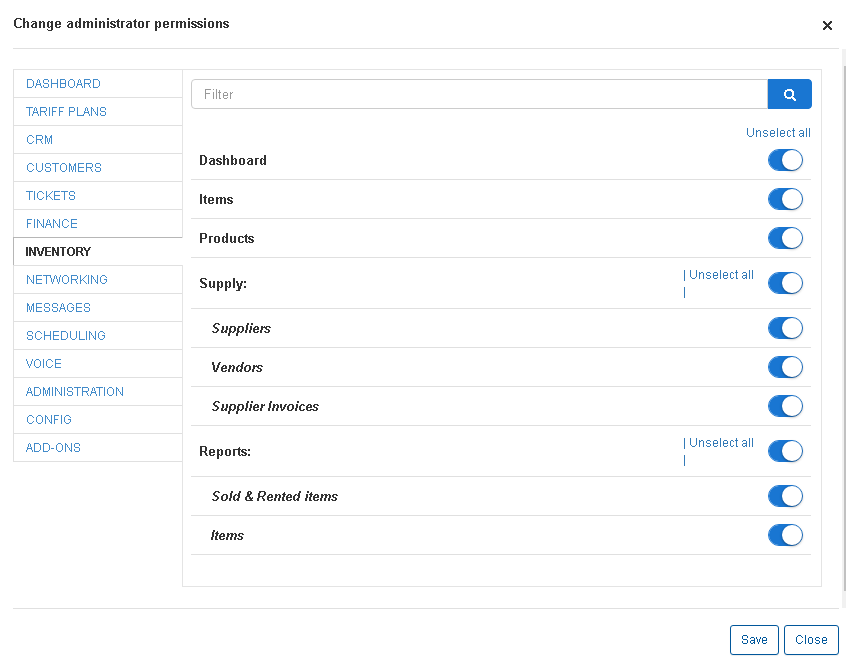 Change administrator permissions
×
DASHBOARD
TARIFF PLANS
CRM
CUSTOMERS
TICKETS
FINANCE
INVENTORY
NETWORKING
MESSAGES
SCHEDULING
VOICE
ADMINISTRATION
CONFIG
ADD-ONS
Filter
Unselect all
Dashboard
Items
Products
Supply:
| Unselect all
|
Suppliers
Vendors
Supplier Invoices
Reports:
| Unselect all
|
Sold & Rented items
Items
Save
Close